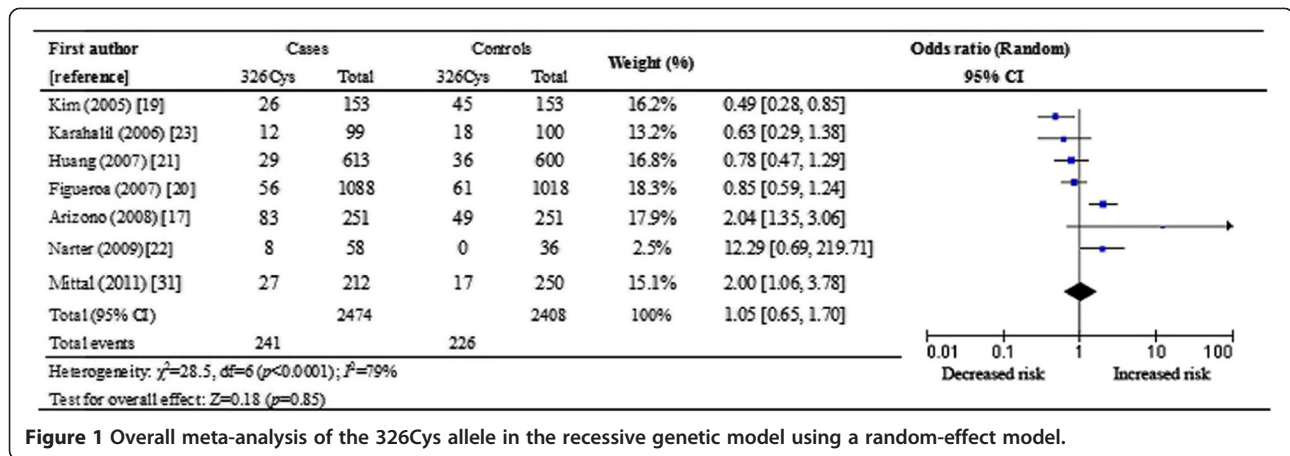 First author Cases Controls Weight (%) Odds ratio (Random)
[reference] 326Cys Total 326Cys Total 95% CI
Kim (2005) [19] 26 153 45 153 16.2% 0.49 [0.28, 0.85]
Karahalil (2006) [23] 12 99 18 100 13.2% 0.63 [0.29, 1.38]
Huang (2007) [21] 29 613 36 600 16.8% 0.78 [0.47, 1.29]
Figueroa (2007) [20] 56 1088 61 1018 18.3% 0.85 [0.59, 1.24]
Arizono (2008) [17] 83 251 49 251 17.9% 2.04 [1.35, 3.06]
Narter (2009)[22] 8 58 0 36 2.5% 12.29 [0.69, 219.71]
Mittal (2011) [31] 27 212 17 250 15.1% 2.00 [1.06, 3.78]
Total (95% CI) 2474 2408 100% 1.05 [0.65, 1.70]
Total events 241 226
Heterogeneity: χ²=28.5, df=6 (p<0.0001); I²=79%
Test for overall effect: Z=0.18 (p=0.85)
0.01 0.1 1 10 100
Decreased risk Increased risk
Figure 1 Overall meta-analysis of the 326Cys allele in the recessive genetic model using a random-effect model.